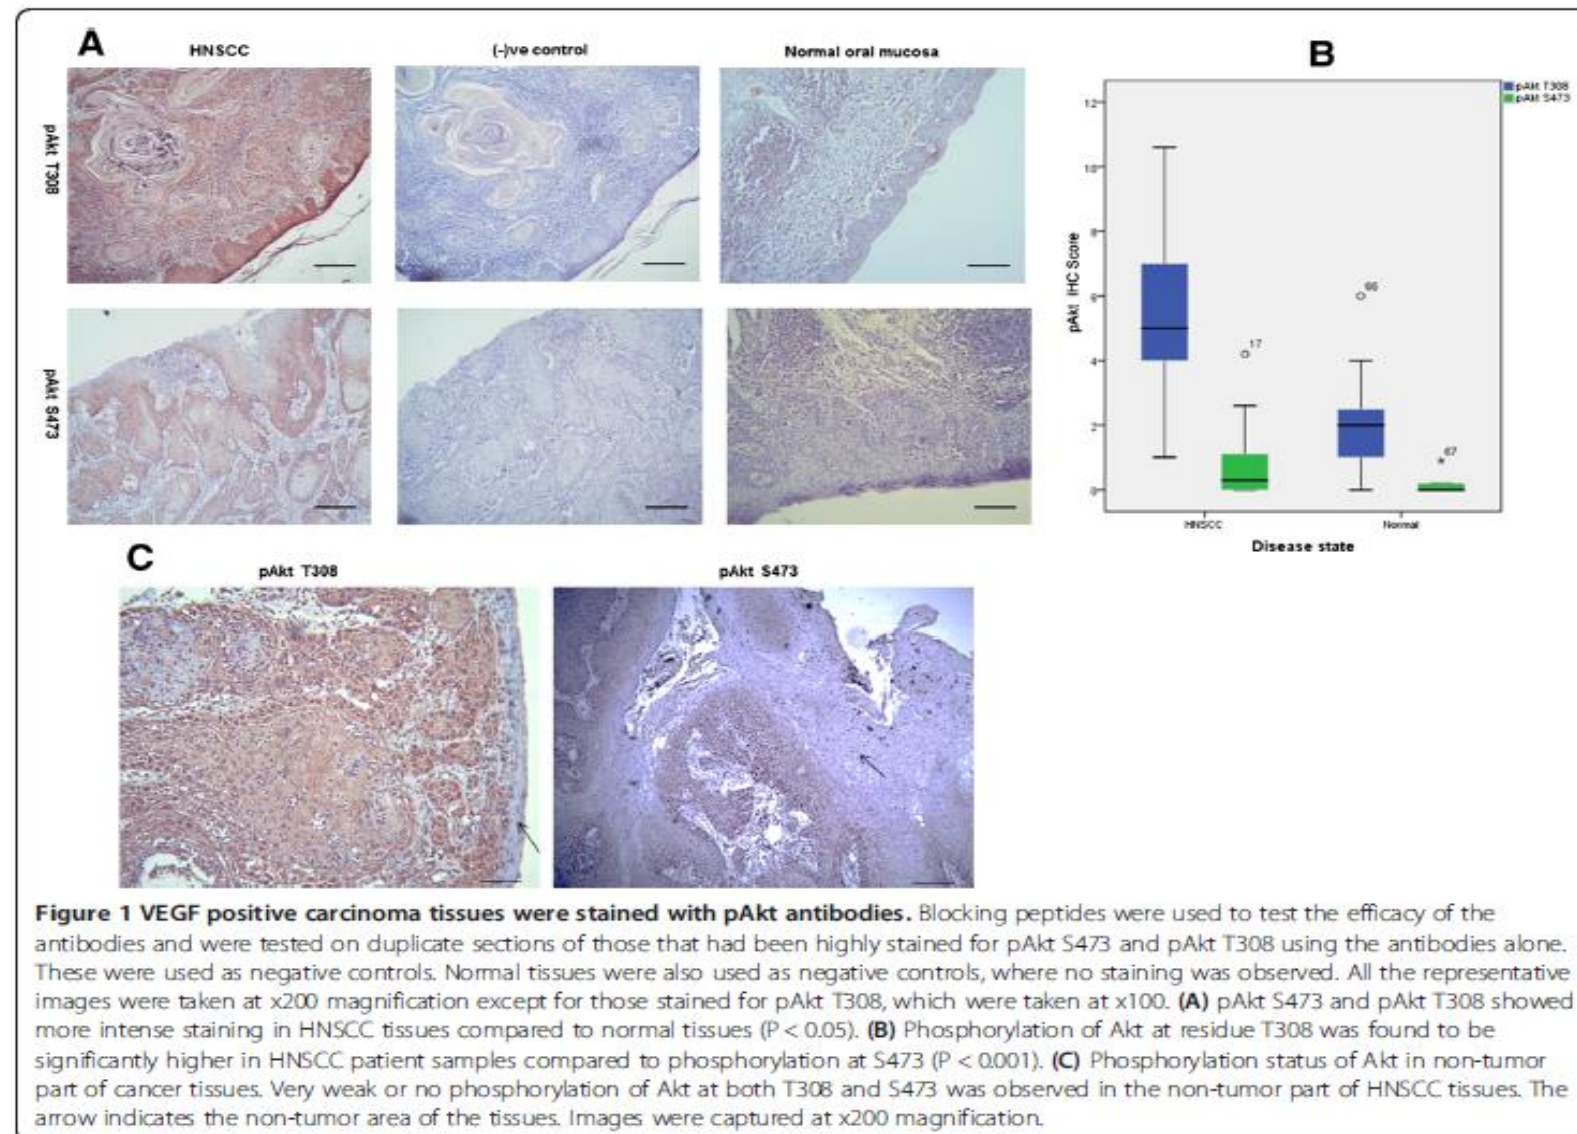 A
HNSCC
(-)ve control
Normal oral mucosa
pAkt T308
pAkt S473
B
pAkt T308
pAkt S473
12
10
8
6
4
2
0
pAkt IHC Score
17
66
67
HNSCC
Normal
Disease state
C
pAkt T308
pAkt S473
Figure 1 VEGF positive carcinoma tissues were stained with pAkt antibodies. Blocking peptides were used to test the efficacy of the
antibodies and were tested on duplicate sections of those that had been highly stained for pAkt S473 and pAkt T308 using the antibodies alone.
These were used as negative controls. Normal tissues were also used as negative controls, where no staining was observed. All the representative
images were taken at x200 magnification except for those stained for pAkt T308, which were taken at x100. (A) pAkt S473 and pAkt T308 showed
more intense staining in HNSCC tissues compared to normal tissues (P < 0.05). (B) Phosphorylation of Akt at residue T308 was found to be
significantly higher in HNSCC patient samples compared to phosphorylation at S473 (P < 0.001). (C) Phosphorylation status of Akt in non-tumor
part of cancer tissues. Very weak or no phosphorylation of Akt at both T308 and S473 was observed in the non-tumor part of HNSCC tissues. The
arrow indicates the non-tumor area of the tissues. Images were captured at x200 magnification.